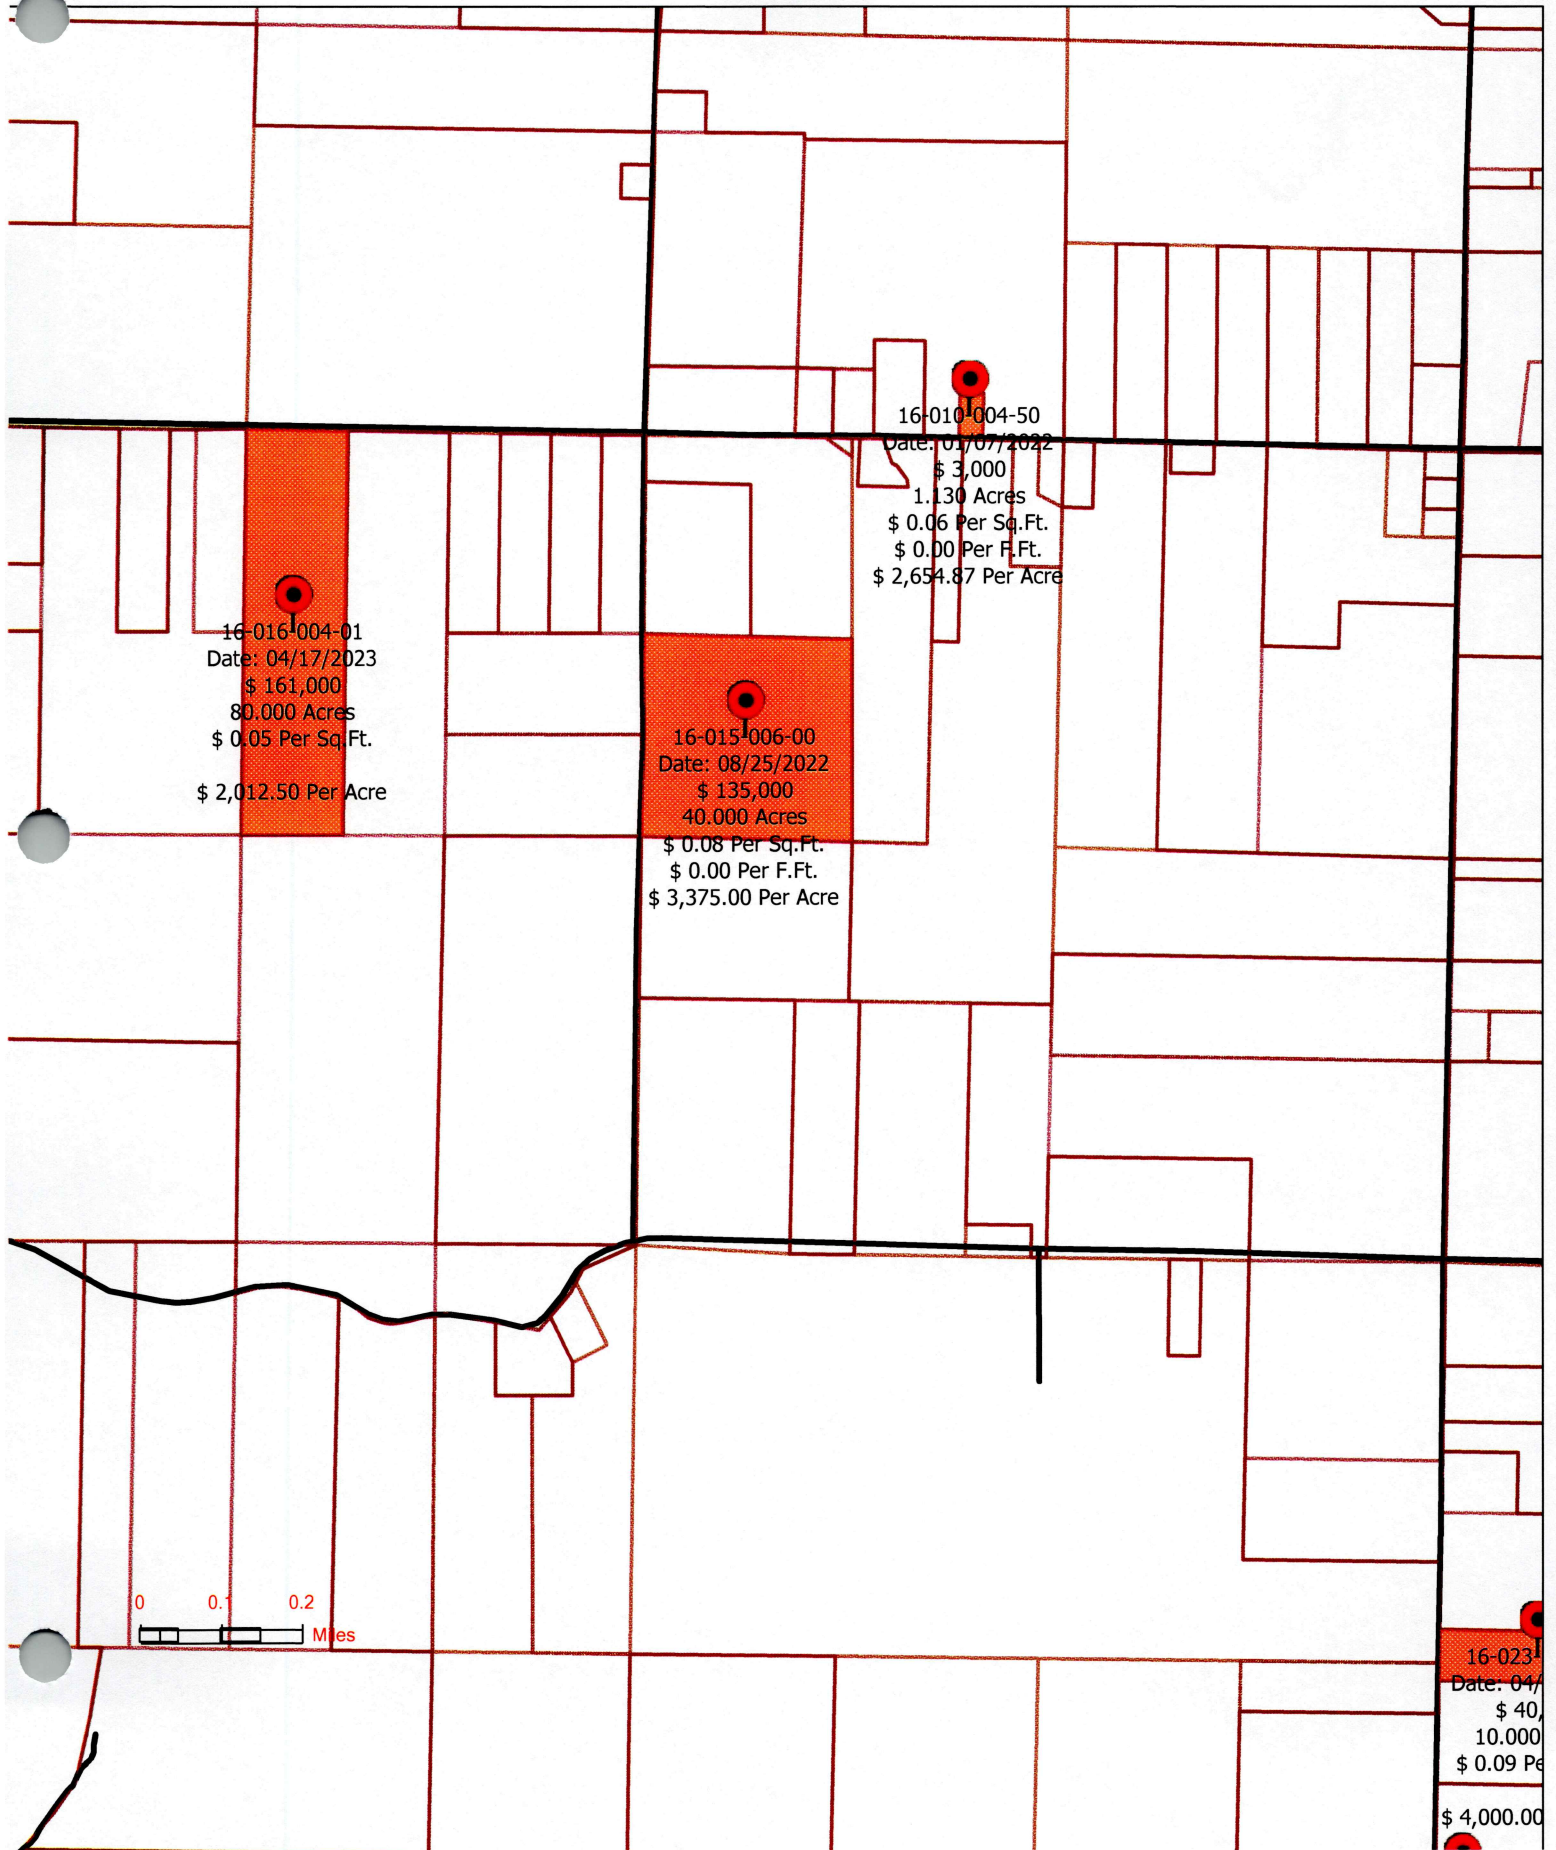 16-010-004-50
Date: 01/07/2022
$ 3,000
1.130 Acres
$ 0.06 Per Sq.Ft.
$ 0.00 Per F.Ft.
$ 2,654.87 Per Acre
16-016-004-01
Date: 04/17/2023
$ 161,000
80.000 Acres
$ 0.05 Per Sq.Ft.
$ 2,012.50 Per Acre
16-015-006-00
Date: 08/25/2022
$ 135,000
40.000 Acres
$ 0.08 Per Sq.Ft.
$ 0.00 Per F.Ft.
$ 3,375.00 Per Acre
0 0.1 0.2
Miles
16-023-
Date: 04/
$ 40,
10.000
$ 0.09 Pe
$ 4,000.00